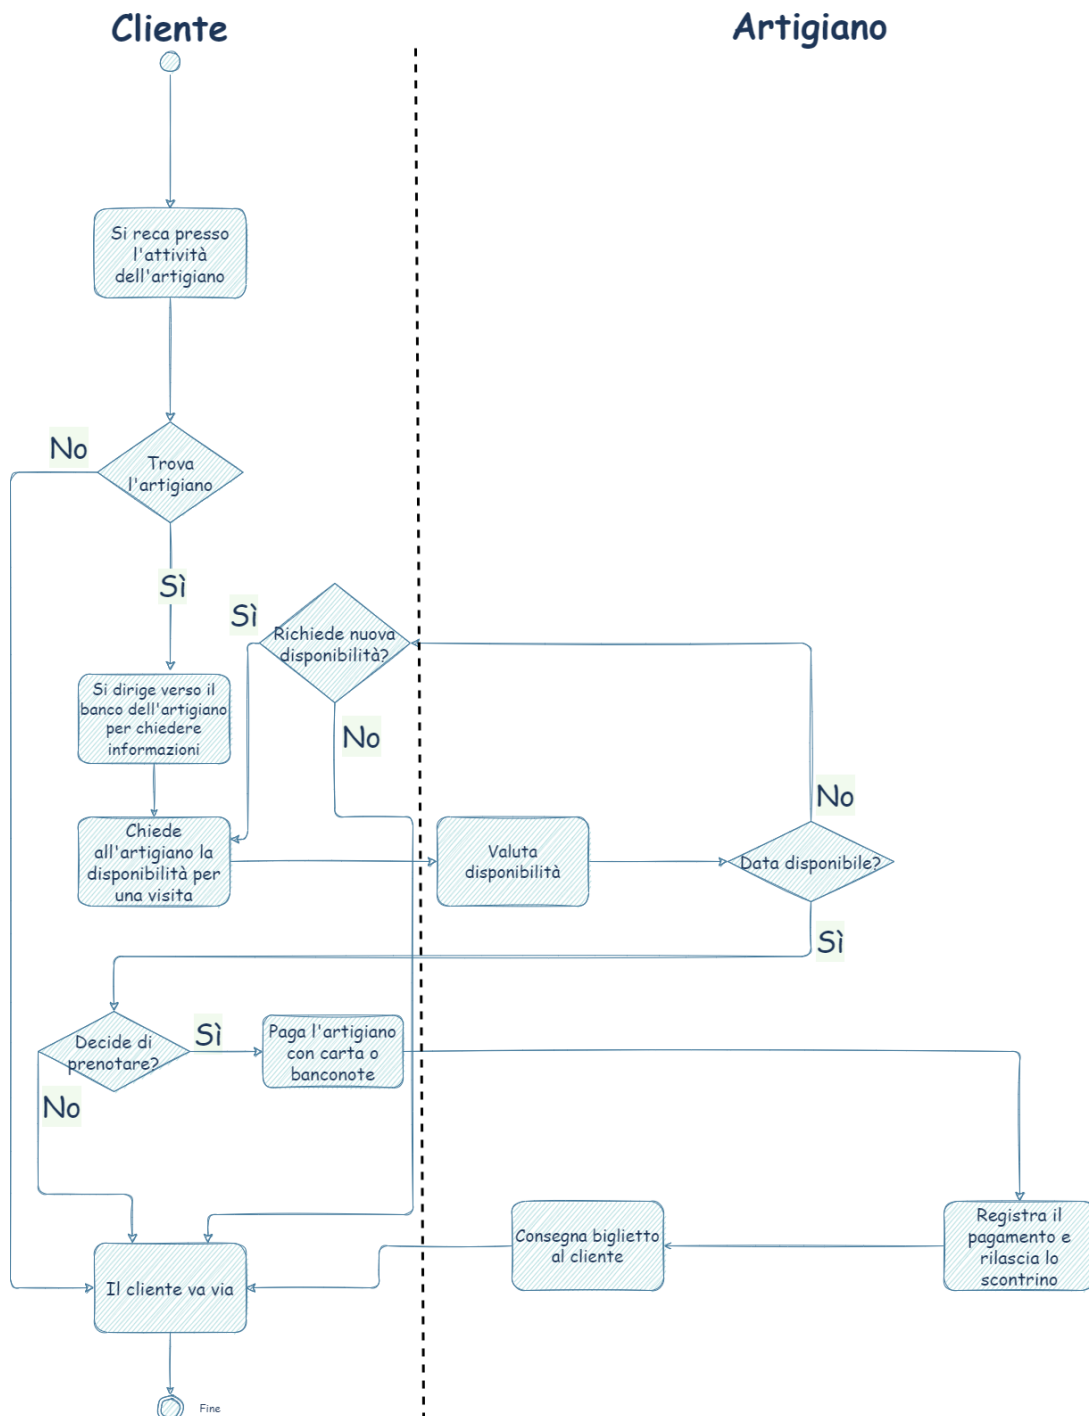 Cliente
Artigiano
Si reca presso
l'attività
dell'artigiano
No
Trova
l'artigiano
Sì
Sì
Richiede nuova
disponibilità?
Si dirige verso il
banco dell'artigiano
per chiedere
informazioni
No
No
Chiede
all'artigiano la
disponibilità per
una visita
Valuta
disponibilità
Data disponibile?
Sì
Decide di
prenotare?
Sì
Paga l'artigiano
con carta o
banconote
No
Consegna biglietto
al cliente
Registra il
pagamento e
rilascia lo
scontrino
Il cliente va via
Fine